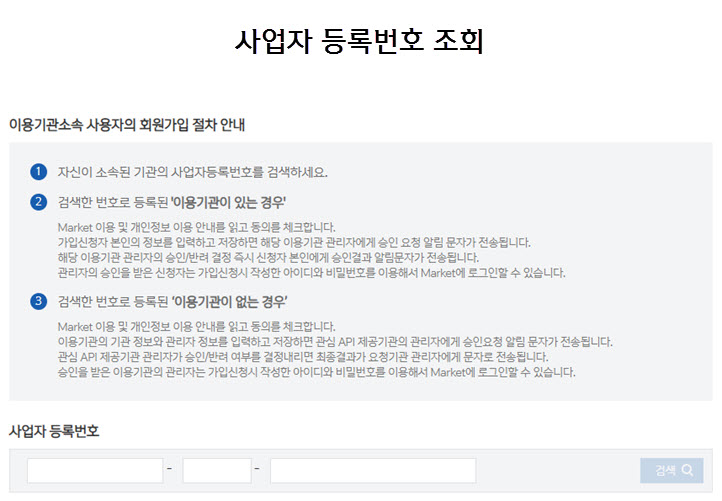 사업자 등록번호 조회
이용기관소속 사용자의 회원가입 절차 안내
1 자신이 소속된 기관의 사업자등록번호를 검색하세요.
2 검색한 번호로 등록된 '이용기관이 있는 경우'
Market 이용 및 개인정보 이용 안내를 읽고 동의를 체크합니다.
가입신청자 본인의 정보를 입력하고 저장하면 해당 이용기관 관리자에게 승인 요청 알림 문자가 전송됩니다.
해당 이용기관 관리자의 승인/반려 결정 즉시 신청자 본인에게 승인결과 알림문자가 전송됩니다.
관리자의 승인을 받은 신청자는 가입신청시 작성한 아이디와 비밀번호를 이용해서 Market에 로그인할 수 있습니다.
3 검색한 번호로 등록된 ‘이용기관이 없는 경우’
Market 이용 및 개인정보 이용 안내를 읽고 동의를 체크합니다.
이용기관의 기관 정보와 관리자 정보를 입력하고 저장하면 관심 API 제공기관의 관리자에게 승인요청 알림 문자가 전송됩니다.
관심 API 제공기관 관리자가 승인/반려 여부를 결정내리면 최종결과가 요청기관 관리자에게 문자로 전송됩니다.
승인을 받은 이용기관의 관리자는 가입신청시 작성한 아이디와 비밀번호를 이용해서 Market에 로그인할 수 있습니다.
사업자 등록번호
- - 검색